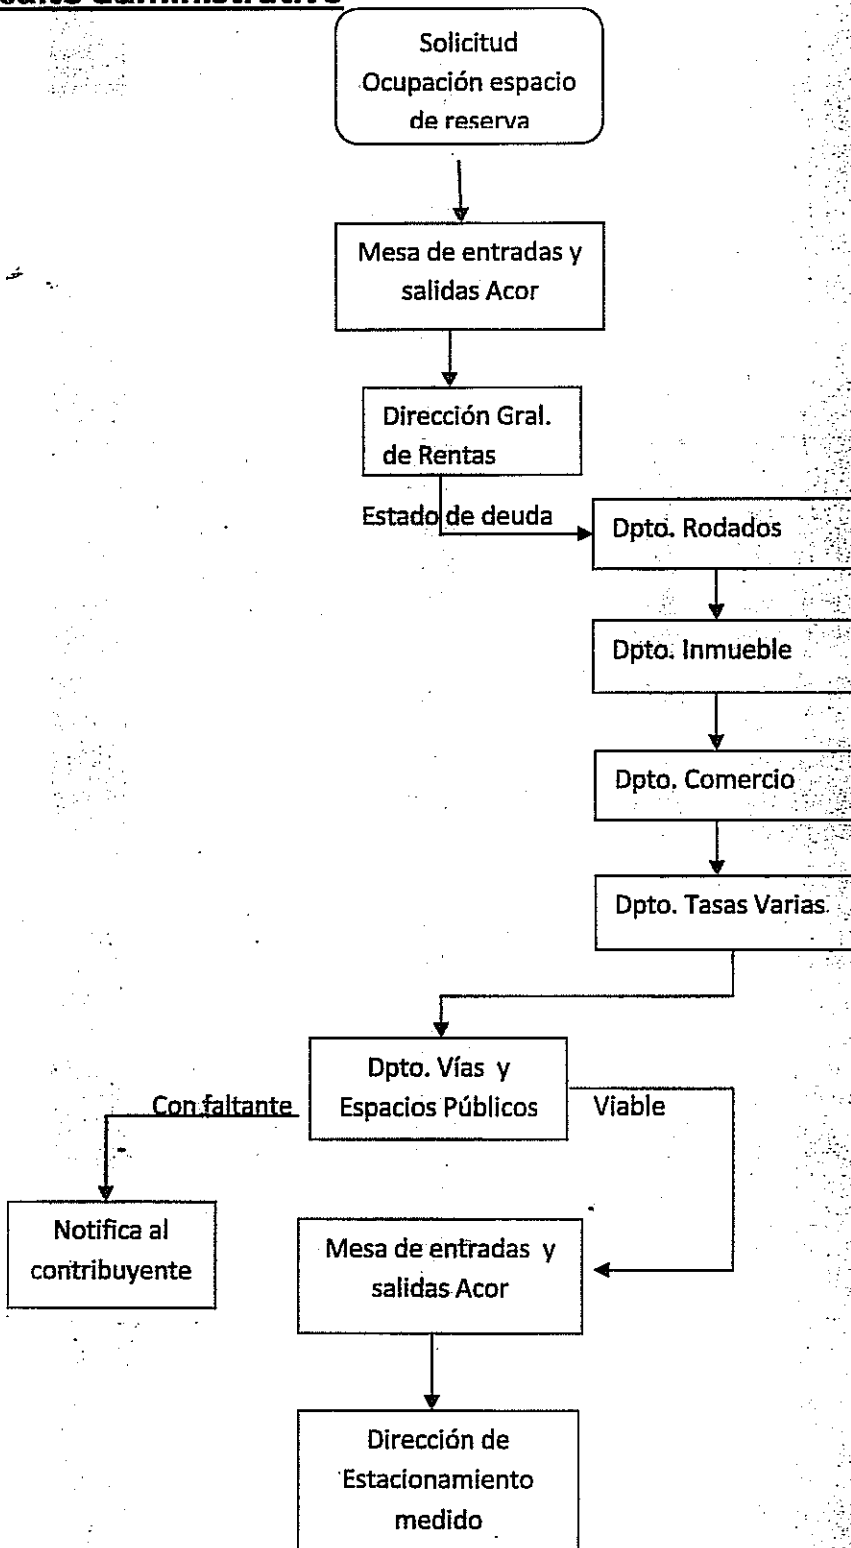 administrativo
Solicitud
Ocupación espacio
de reserva
Mesa de entradas y
salidas Acor
Dirección Gral.
de Rentas
Estado de deuda
Dpto. Rodados
Dpto. Inmueble
Dpto. Comercio
Dpto. Tasas Varias
Dpto. Vías y
Espacios Públicos
Con faltante
Viable
Notifica al
contribuyente
Mesa de entradas y
salidas Acor
Dirección de
Estacionamiento
medido